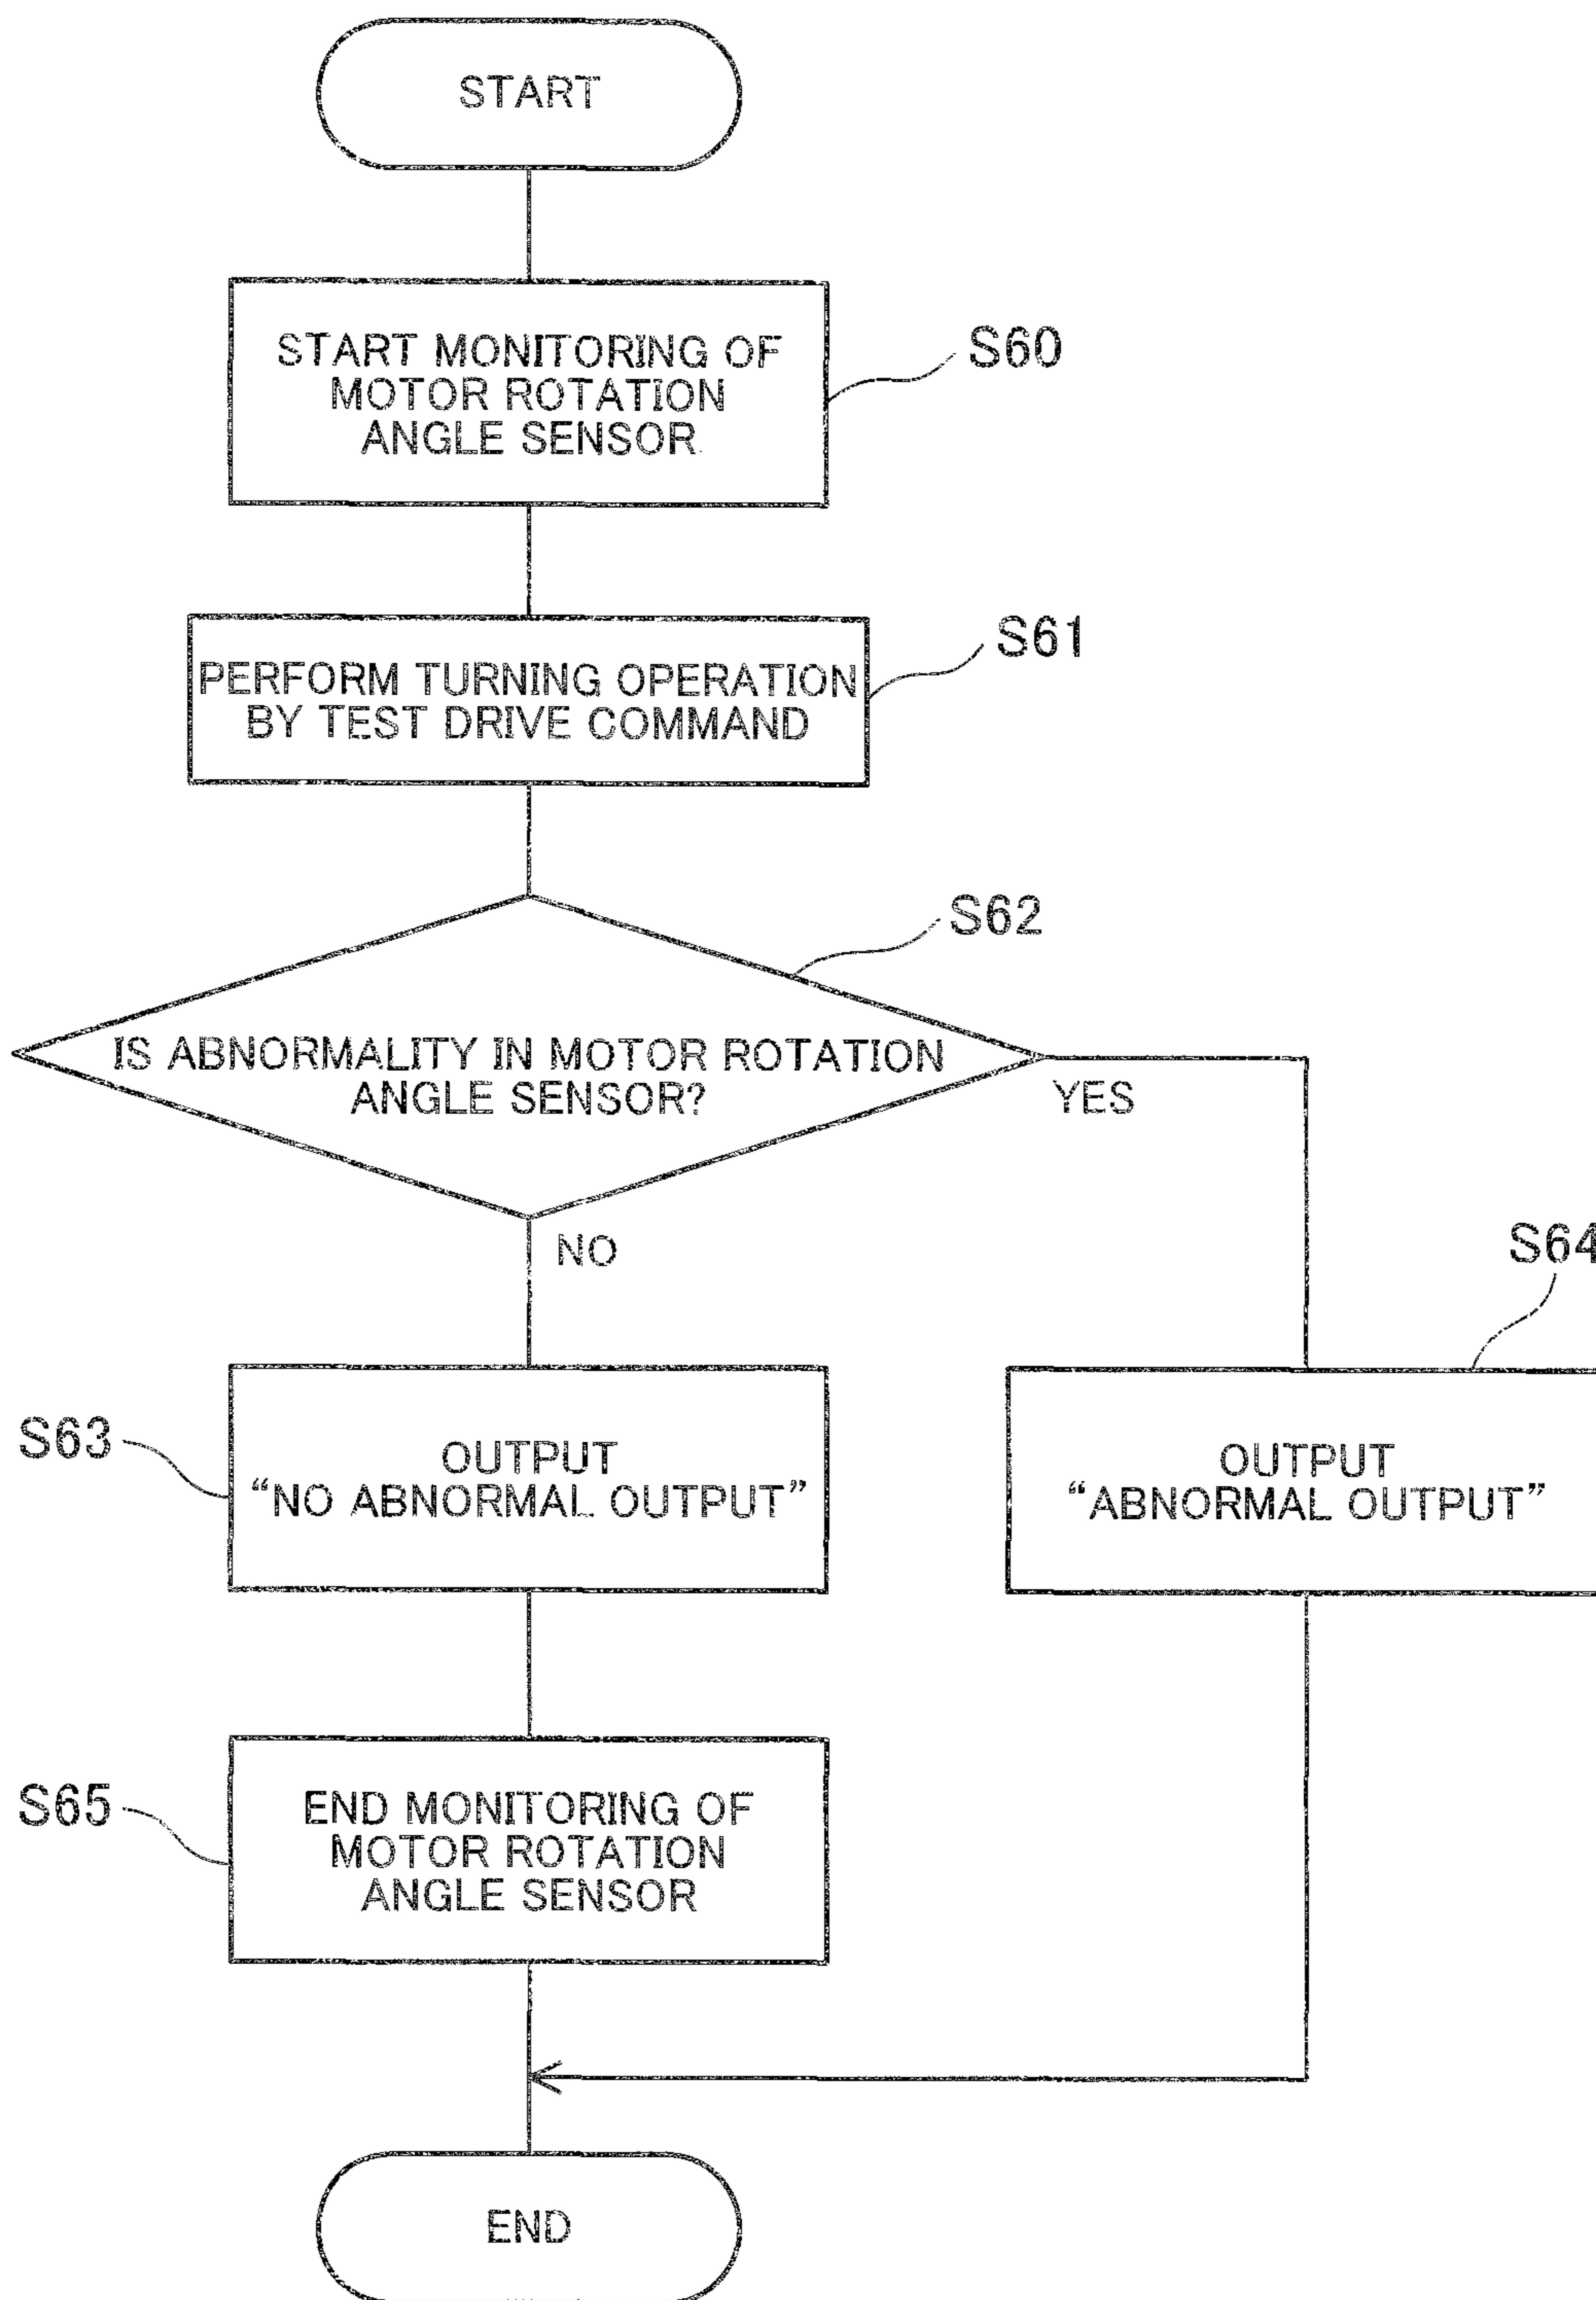 START
START MONITORING OF
MOTOR ROTATION
ANGLE SENSOR
S60
PERFORM TURNING OPERATION
BY TEST DRIVE COMMAND
S61
S62
IS ABNORMALITY IN MOTOR ROTATION
ANGLE SENSOR?
YES
NO
S64
S63
OUTPUT
“NO ABNORMAL OUTPUT”
OUTPUT
“ABNORMAL OUTPUT”
S65
END MONITORING OF
MOTOR ROTATION
ANGLE SENSOR
END